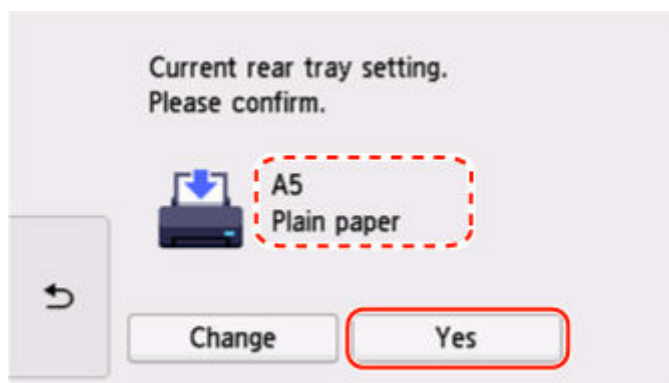 Current rear tray setting.
Please confirm.
A5
Plain paper
Change
Yes